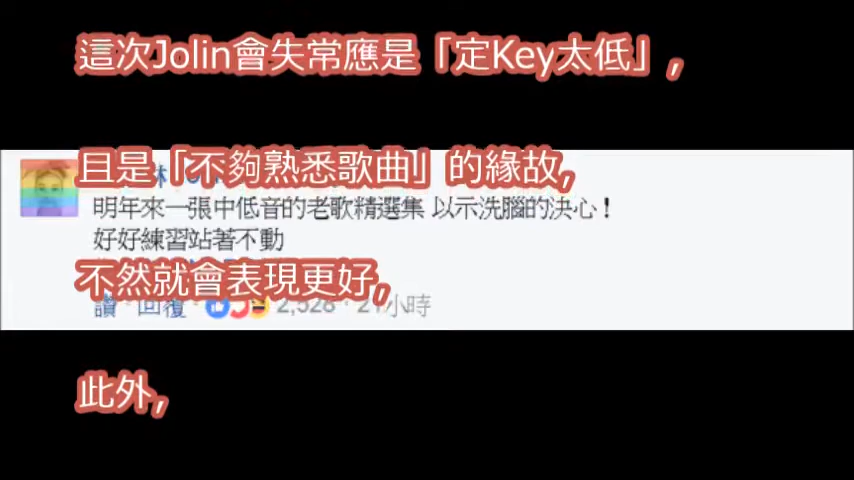 這次Jolin會失常應是「定Key太低」,
且是「不夠熟悉歌曲」的緣故,
明年來一張中低音的老歌精選集 以示洗腦的決心！
好好練習站著不動
不然就會表現更好,
讚 · 回覆 · 2,528 · 21小時
此外,